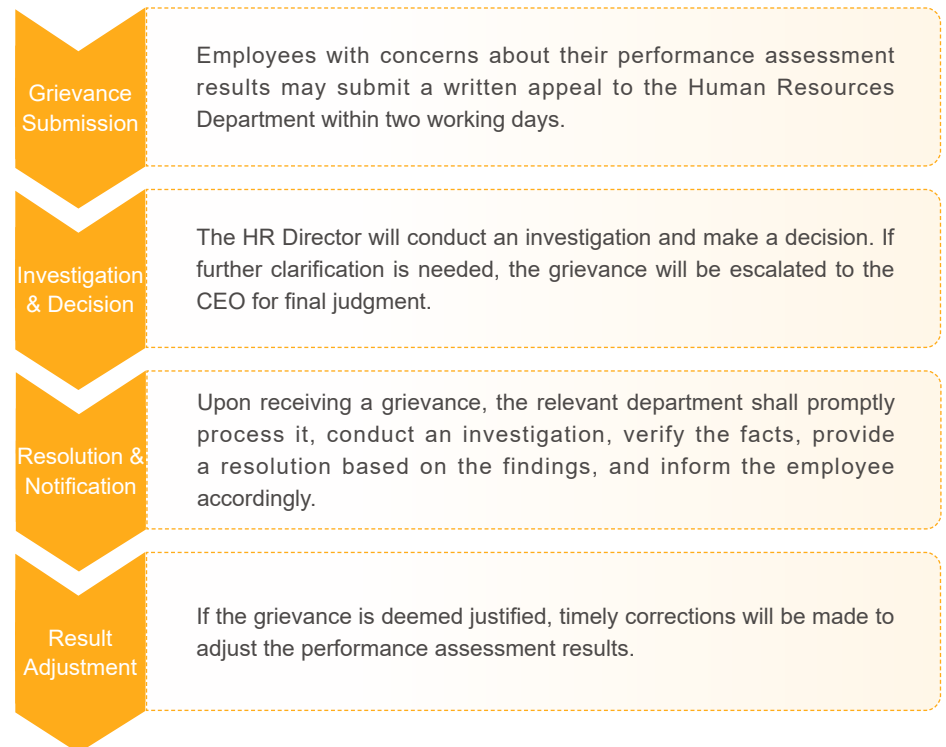 Grievance
Submission
Employees with concerns about their performance assessment
results may submit a written appeal to the Human Resources
Department within two working days.
Investigation
& Decision
The HR Director will conduct an investigation and make a decision. If
further clarification is needed, the grievance will be escalated to the
CEO for final judgment.
Resolution &
Notification
Upon receiving a grievance, the relevant department shall promptly
process it, conduct an investigation, verify the facts, provide
a resolution based on the findings, and inform the employee
accordingly.
Result
Adjustment
If the grievance is deemed justified, timely corrections will be made to
adjust the performance assessment results.